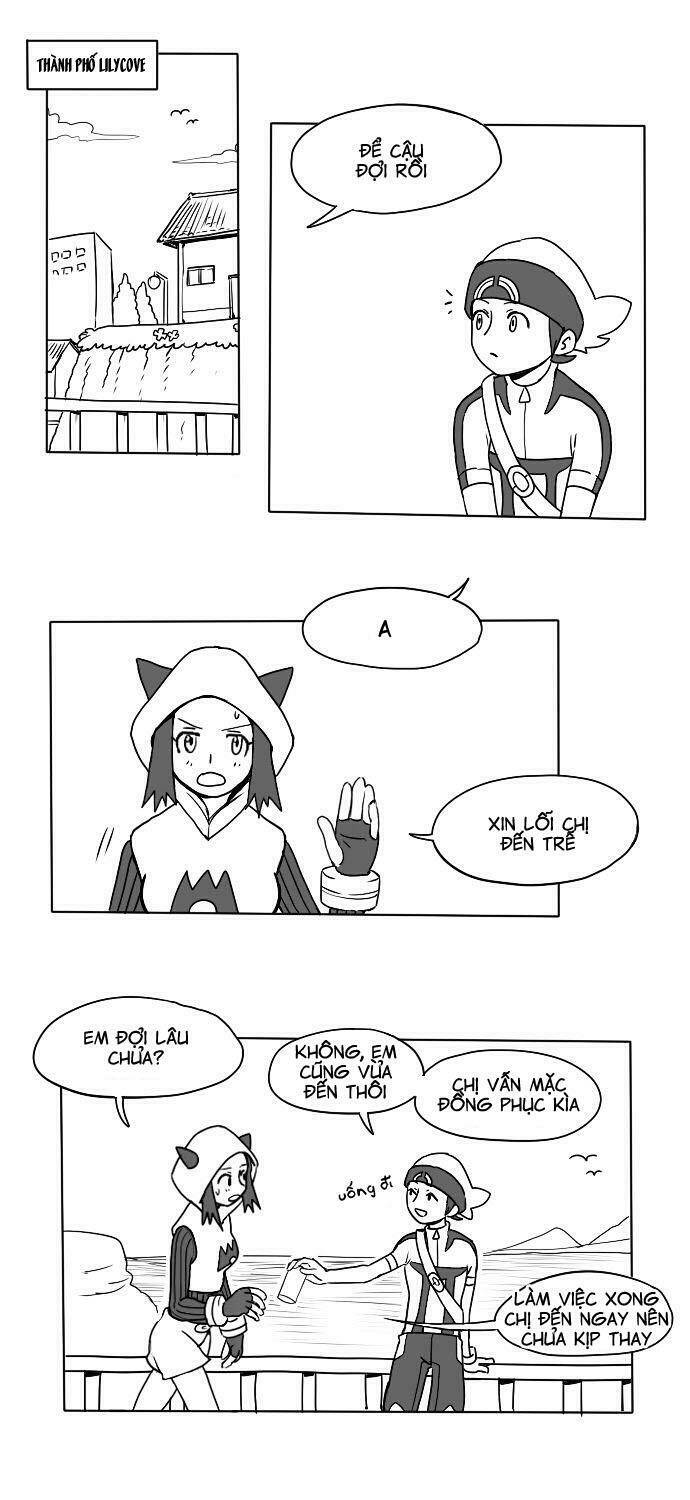 THÀNH PHỐ LILYCOVE
ĐỂ CẬU
ĐỢI RỒI
A
XIN LỖI CHỊ
ĐẾN TRỄ
EM ĐỢI LÂU
CHƯA?
KHÔNG, EM
CŨNG VỪA
ĐẾN THÔI
CHỊ VẪN MẶC
ĐỒNG PHỤC KÌA
uống đi
LÀM VIỆC XONG
CHỊ ĐẾN NGAY NÊN
CHƯA KỊP THAY